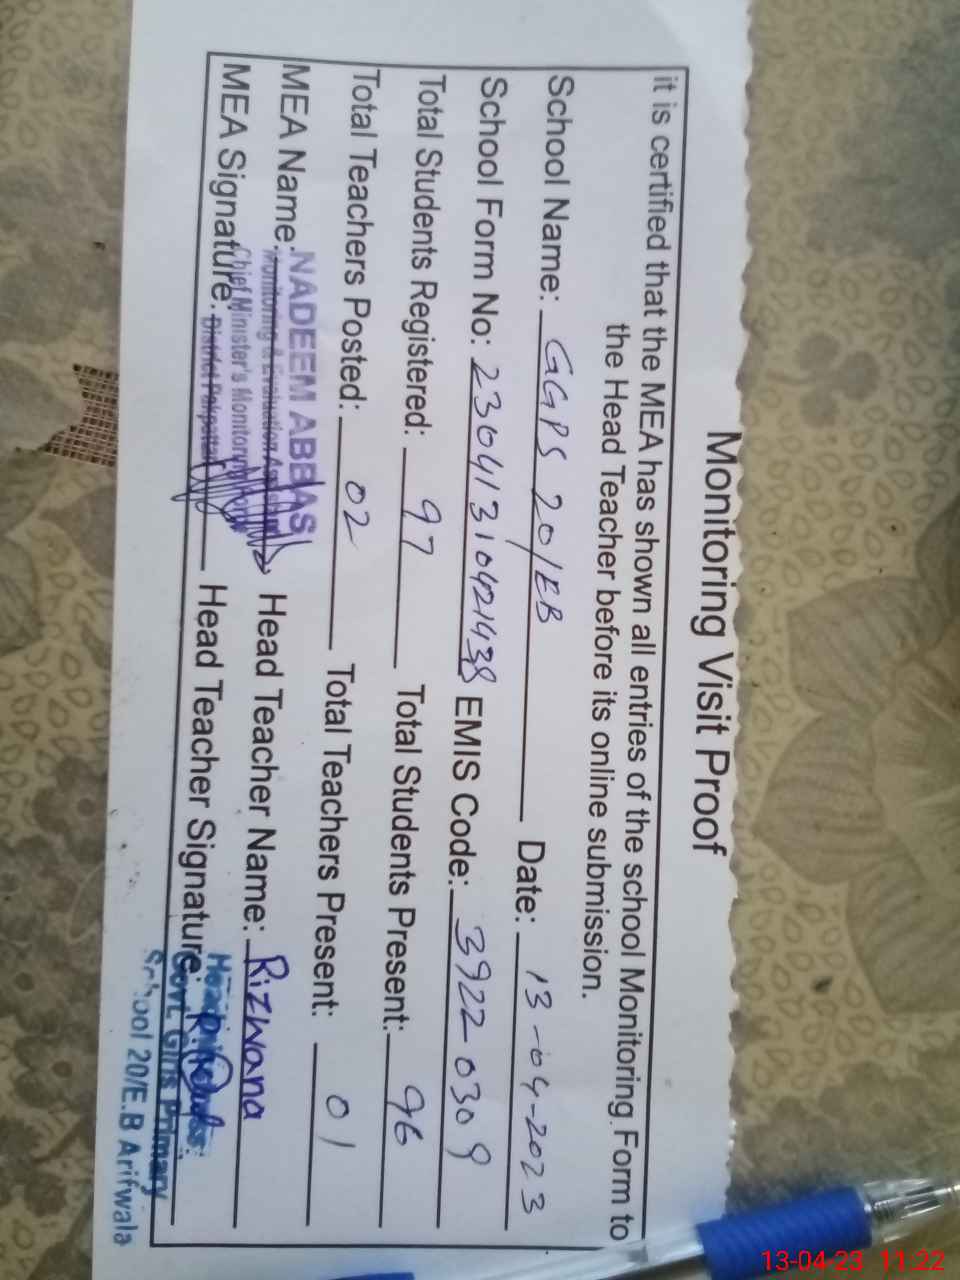 Monitoring Visit Proof
it is certified that the MEA has shown all entries of the school Monitoring Form to
the Head Teacher before its online submission.
School Name: GGPS 20/EB Date: 13-04-2023
School Form No: 23041310421438 EMIS Code: 39220309
Total Students Registered: 97 Total Students Present: 96
Total Teachers Posted: 02 Total Teachers Present: 01
MEA Name. NADEEM ABBAS Head Teacher Name: Rizwana
Monitoring & Evaluation
Chief Minister's Monitoring
MEA Signature. District Pakpattan Head Teacher Signature:
Govt. Girls Primary
School 20/E.B Arifwala
13-04-23 11:22